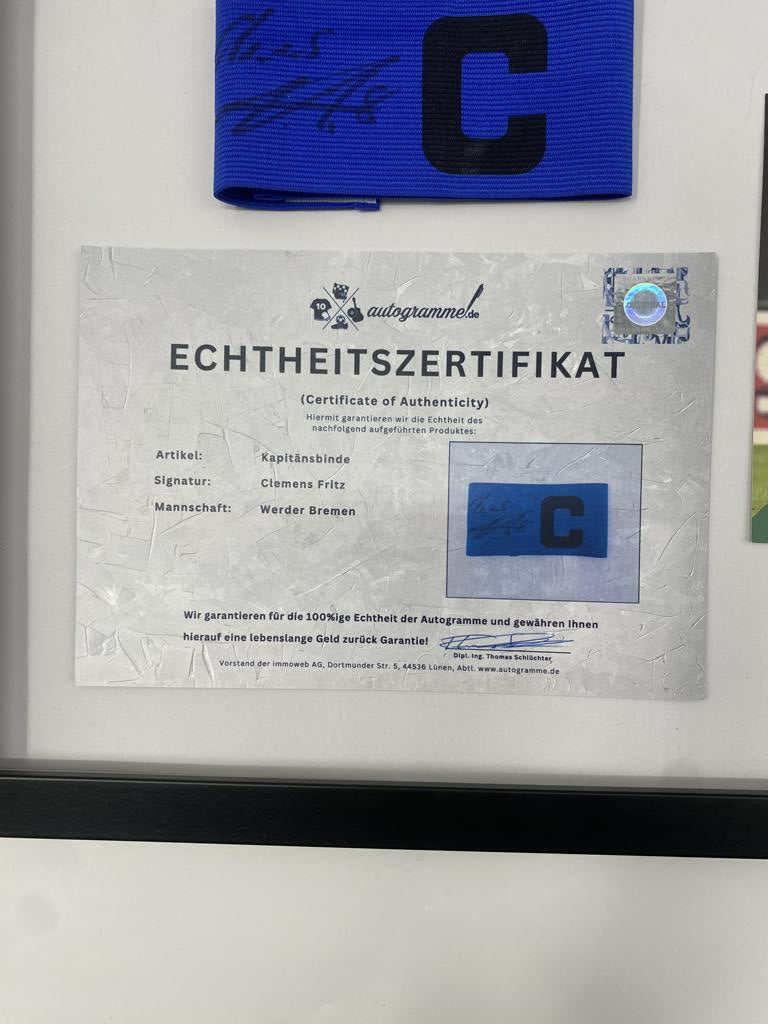 C
10
autogramme.de
ECHTHEITSZERTIFIKAT
(Certificate of Authenticity)
Hiermit garantieren wir die Echtheit des
nachfolgend aufgeführten Produktes:
Artikel: Kapitänsbinde
Signatur: Clemens Fritz
Mannschaft: Werder Bremen
C
Wir garantieren für die 100%ige Echtheit der Autogramme und gewähren Ihnen
hierauf eine lebenslange Geld zurück Garantie!
Dipl. Ing. Thomas Schlüchter
Vorstand der immoweb AG, Dortmunder Str. 5, 44536 Lünen, Abtl. www.autogramme.de